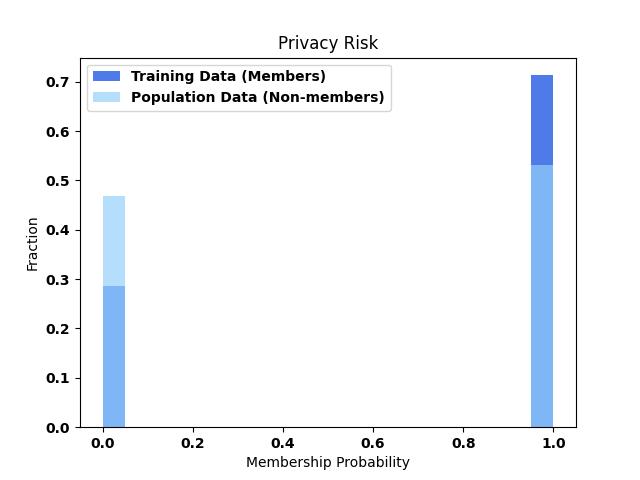 Privacy Risk
Training Data (Members)
Population Data (Non-members)
Fraction
0.7
0.6
0.5
0.4
0.3
0.2
0.1
0.0
0.0 0.2 0.4 0.6 0.8 1.0
Membership Probability